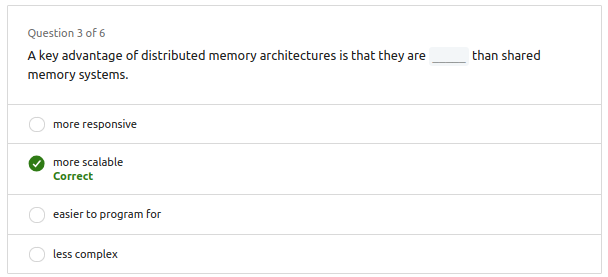 Question 3 of 6
A key advantage of distributed memory architectures is that they are ______ than shared
memory systems.
more responsive
more scalable
Correct
easier to program for
less complex